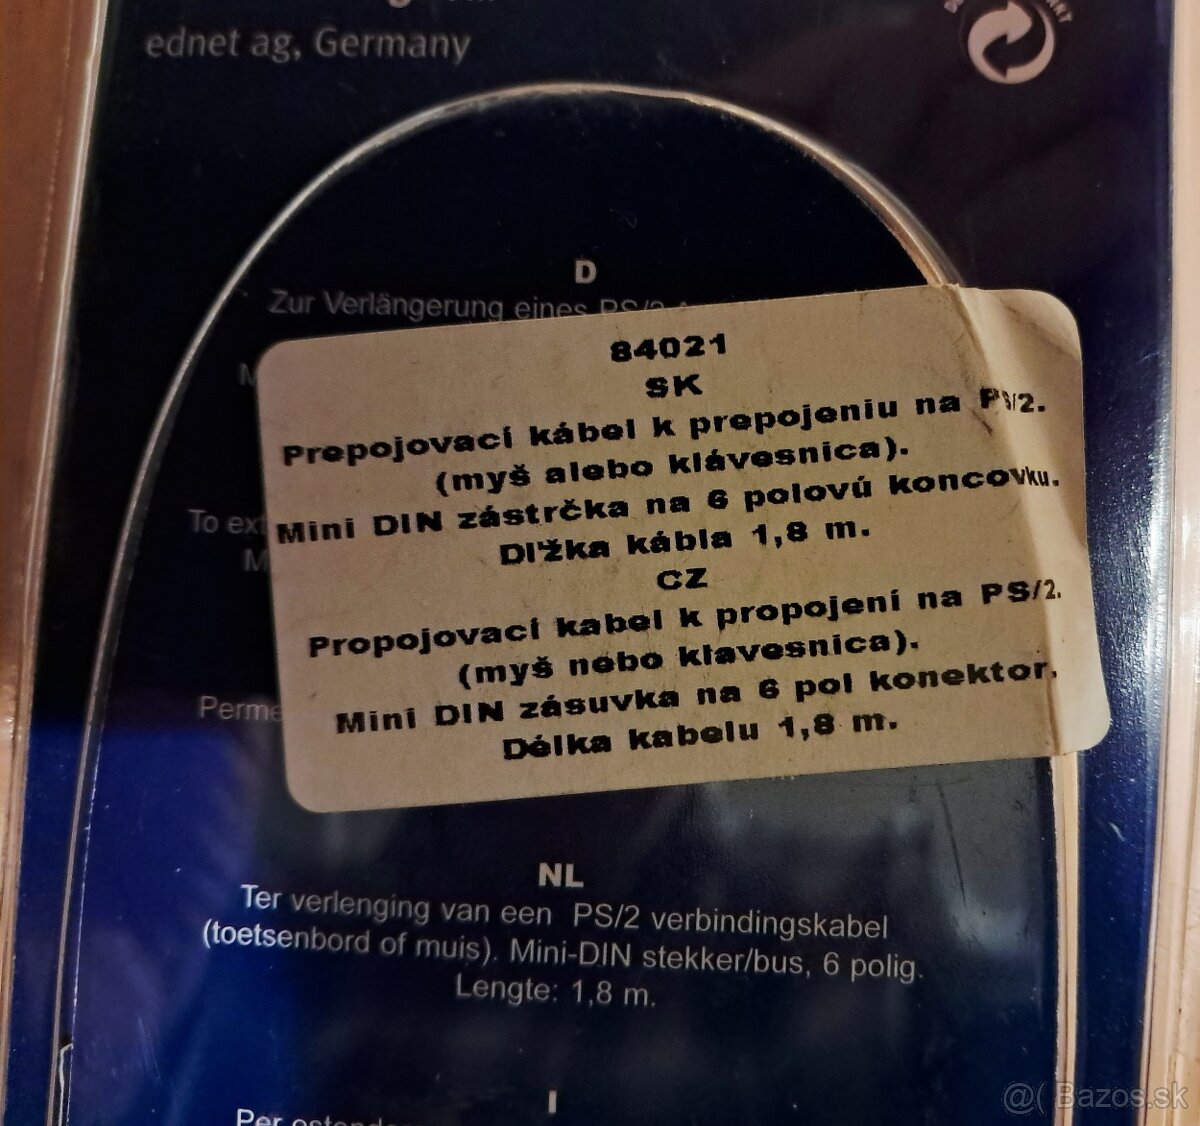 ednet ag, Germany
D
Zur Verlängerung eines PS/2
84021
SK
Prepojovací kábel k prepojeniu na PS/2.
(myš alebo klávesnica).
Mini DIN zástrčka na 6 polovú koncovku.
Dľžka kábla 1,8 m.
CZ
Propojovací kabel k propojení na PS/2.
(myš nebo klavesnica).
Mini DIN zásuvka na 6 pol konektor.
Délka kabelu 1,8 m.
To
NL
Ter verlenging van een PS/2 verbindingskabel
(toetsenbord of muis). Mini-DIN stekker/bus, 6 polig.
Lengte: 1,8 m.
I
Per
@( Bazos.sk